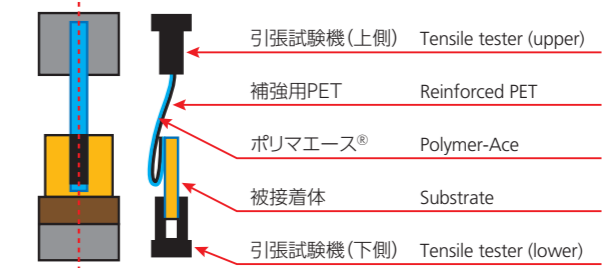 引張試験機(上側) Tensile tester (upper)
補強用PET Reinforced PET
ポリマエース® Polymer-Ace
被接着体 Substrate
引張試験機(下側) Tensile tester (lower)